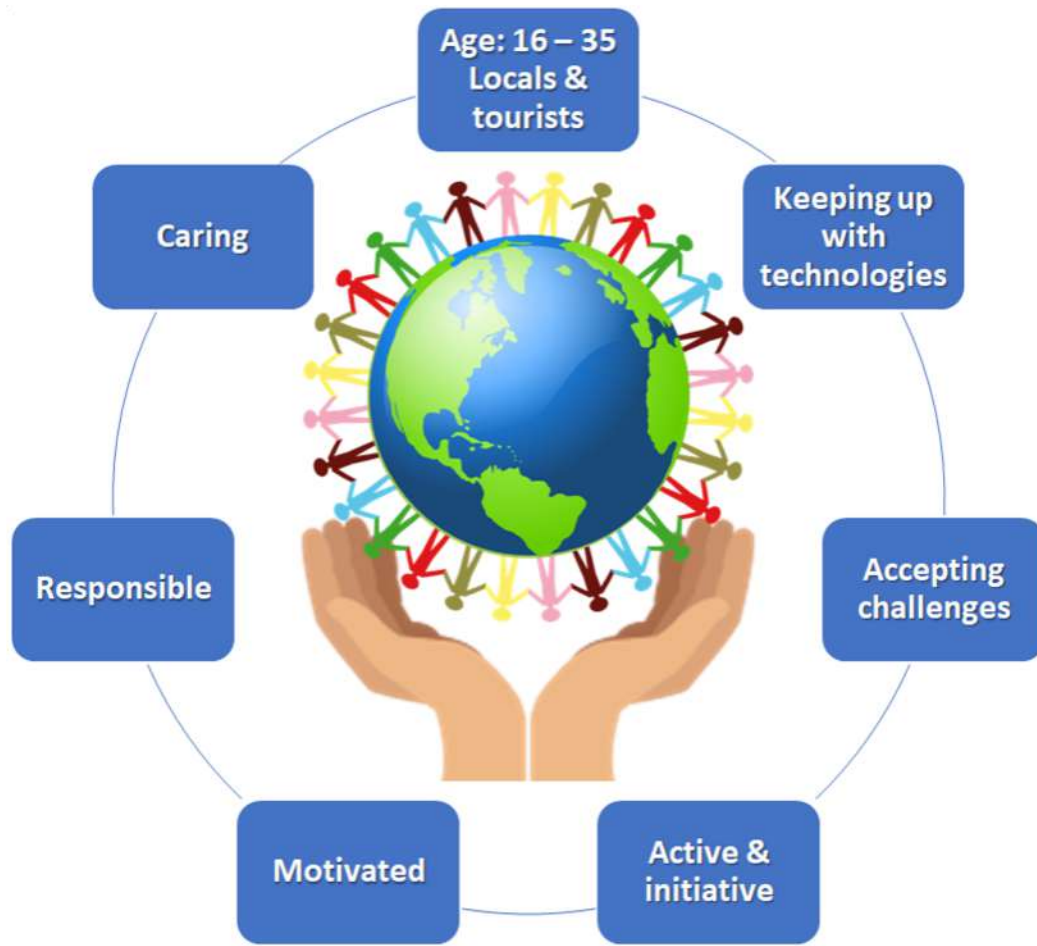 Age: 16 – 35
Locals &
tourists
Keeping up
with
technologies
Accepting
challenges
Active &
initiative
Motivated
Responsible
Caring